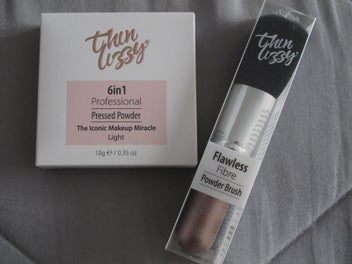 thin
lizzy
6in1
Professional
Pressed Powder
The Iconic Makeup Miracle
Light
10g / 0.35 oz
thin
lizzy
Flawless
Fibre
Powder Brush